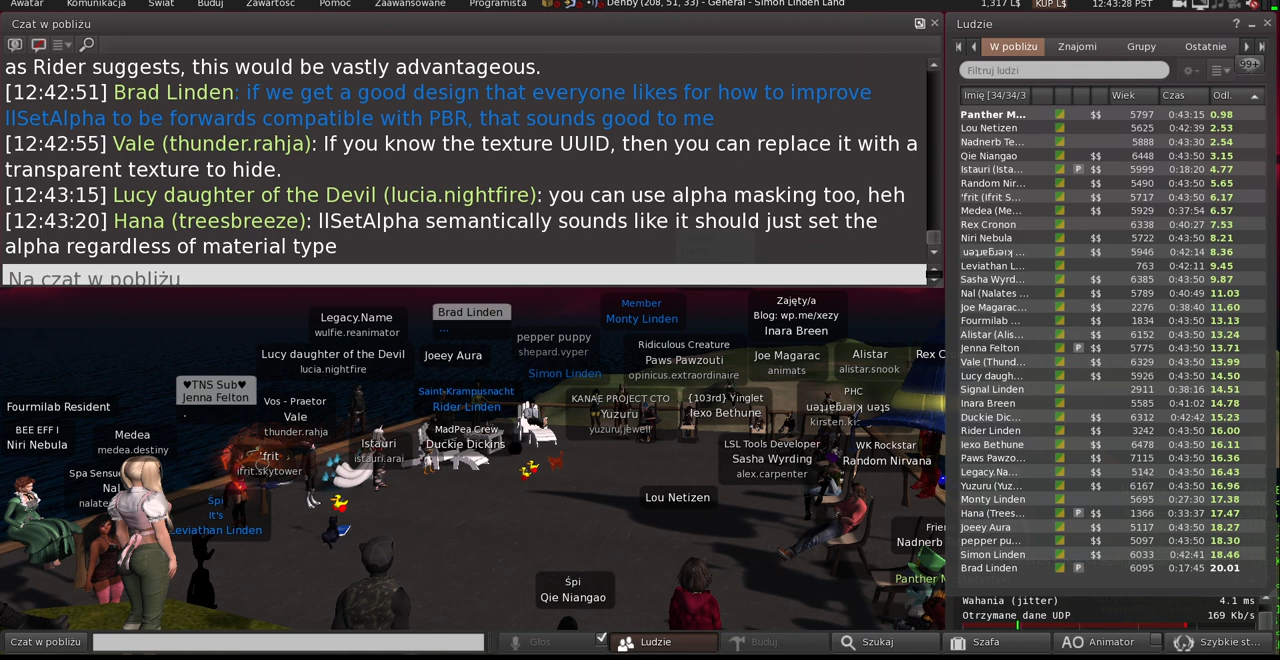 Awatar Komunikacja Świat Buduj Zawartość Pomoc Zaawansowane Programista Denby (208, 51, 33) - General - Simon Linden Land 1,317 L$ KUP L$ 12:43:28 PST
Czat w pobliżu
as Rider suggests, this would be vastly advantageous.
[12:42:51] Brad Linden: if we get a good design that everyone likes for how to improve
llSetAlpha to be forwards compatible with PBR, that sounds good to me
[12:42:55] Vale (thunder.rahja): If you know the texture UUID, then you can replace it with a
transparent texture to hide.
[12:43:15] Lucy daughter of the Devil (lucia.nightfire): you can use alpha masking too, heh
[12:43:20] Hana (treesbreeze): llSetAlpha semantically sounds like it should just set the
alpha regardless of material type
Na czat w pobliżu
Legacy.Name
wulfie.reanimator
Brad Linden
...
Member
Monty Linden
Zajęty/a
Blog: wp.me/xezy
Inara Breen
Lucy daughter of the Devil
lucia.nightfire
Joeey Aura
pepper puppy
shepard.vyper
Simon Linden
Ridiculous Creature
Paws Pawzouti
opinicus.extraordinaire
Joe Magarac
animats
Alistar
alistar.snook
Rex C
♥TNS Sub♥
Jenna Felton
Fourmilab Resident
Vos - Praetor
Vale
thunder.rahja
Saint-Krampusnacht
Rider Linden
KANAE PROJECT CTO
Yuzuru
yuzuru.jewell
{103rd} Yinglet
Iexo Bethune
PHC
kirsten.ki
BEE EFF I
Niri Nebula
Medea
medea.destiny
Istauri
istauri.arai
MadPea Crew
Duckie Dickins
LSL Tools Developer
Sasha Wyrding
alex.carpenter
WK Rockstar
Random Nirvana
'frit
ifrit.skytower
Spa Sensu
Nal
nalate
Śpi
It's
Leviathan Linden
Lou Netizen
Frie
Nadnerb
Panther M
Śpi
Qie Niangao
Ludzie
? _ ×
W pobliżu Znajomi Grupy Ostatnie
Filtruj ludzi
99+
Imię [34/34/3 Wiek Czas Odl.
Panther M... $$ 5797 0:43:15 0.98
Lou Netizen 5625 0:42:39 2.53
Nadnerb Te... 5888 0:43:30 2.54
Qie Niangao $$ 6448 0:43:50 3.15
Istauri (Ista... P $$ 5999 0:18:20 4.77
Random Nir... $$ 5490 0:43:50 5.65
'frit (Ifrit S... $$ 5717 0:43:50 6.17
Medea (Me... $$ 5929 0:37:54 6.57
Rex Cronon 6338 0:40:27 7.53
Niri Nebula $$ 5722 0:43:50 8.21
$$ 5946 0:42:14 8.36
Leviathan L... 763 0:42:11 9.45
Sasha Wyrd... $$ 6385 0:43:50 9.87
Nal (Nalates ... $$ 5789 0:40:49 11.03
Joe Magarac... $$ 2276 0:38:40 11.60
Fourmilab ... $$ 1834 0:43:50 13.13
Alistar (Alis... $$ 6152 0:43:50 13.24
Jenna Felton P $$ 5775 0:43:50 13.71
Vale (Thund... $$ 6329 0:43:50 13.99
Lucy daugh... $$ 5926 0:43:50 14.50
Signal Linden 2911 0:38:16 14.51
Inara Breen 5585 0:41:02 14.78
Duckie Dic... $$ 6312 0:42:42 15.23
Rider Linden $$ 3242 0:43:50 16.00
Iexo Bethune $$ 6478 0:43:50 16.11
Paws Pawzo... $$ 7115 0:43:50 16.36
Legacy.Na... $$ 5142 0:43:50 16.43
Yuzuru (Yuz... $$ 6167 0:43:50 16.96
Monty Linden 5695 0:27:30 17.38
Hana (Trees... P $$ 1366 0:33:37 17.47
Joeey Aura $$ 5117 0:43:50 18.27
pepper pu... $$ 5097 0:43:50 18.30
Simon Linden $$ 6033 0:42:41 18.46
Brad Linden P 6095 0:17:45 20.01
Wahania (jitter) 4.1 ms
Otrzymane dane UDP 169 Kb/s
Czat w pobliżu Głos Ludzie Buduj Szukaj Szafa AO Animator Szybkie st...